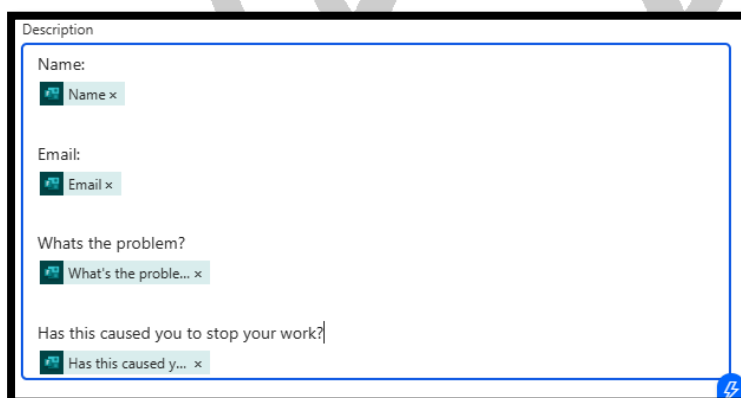 Description
Name:
Name ×
Email:
Email ×
Whats the problem?
What's the proble... ×
Has this caused you to stop your work?
Has this caused y... ×